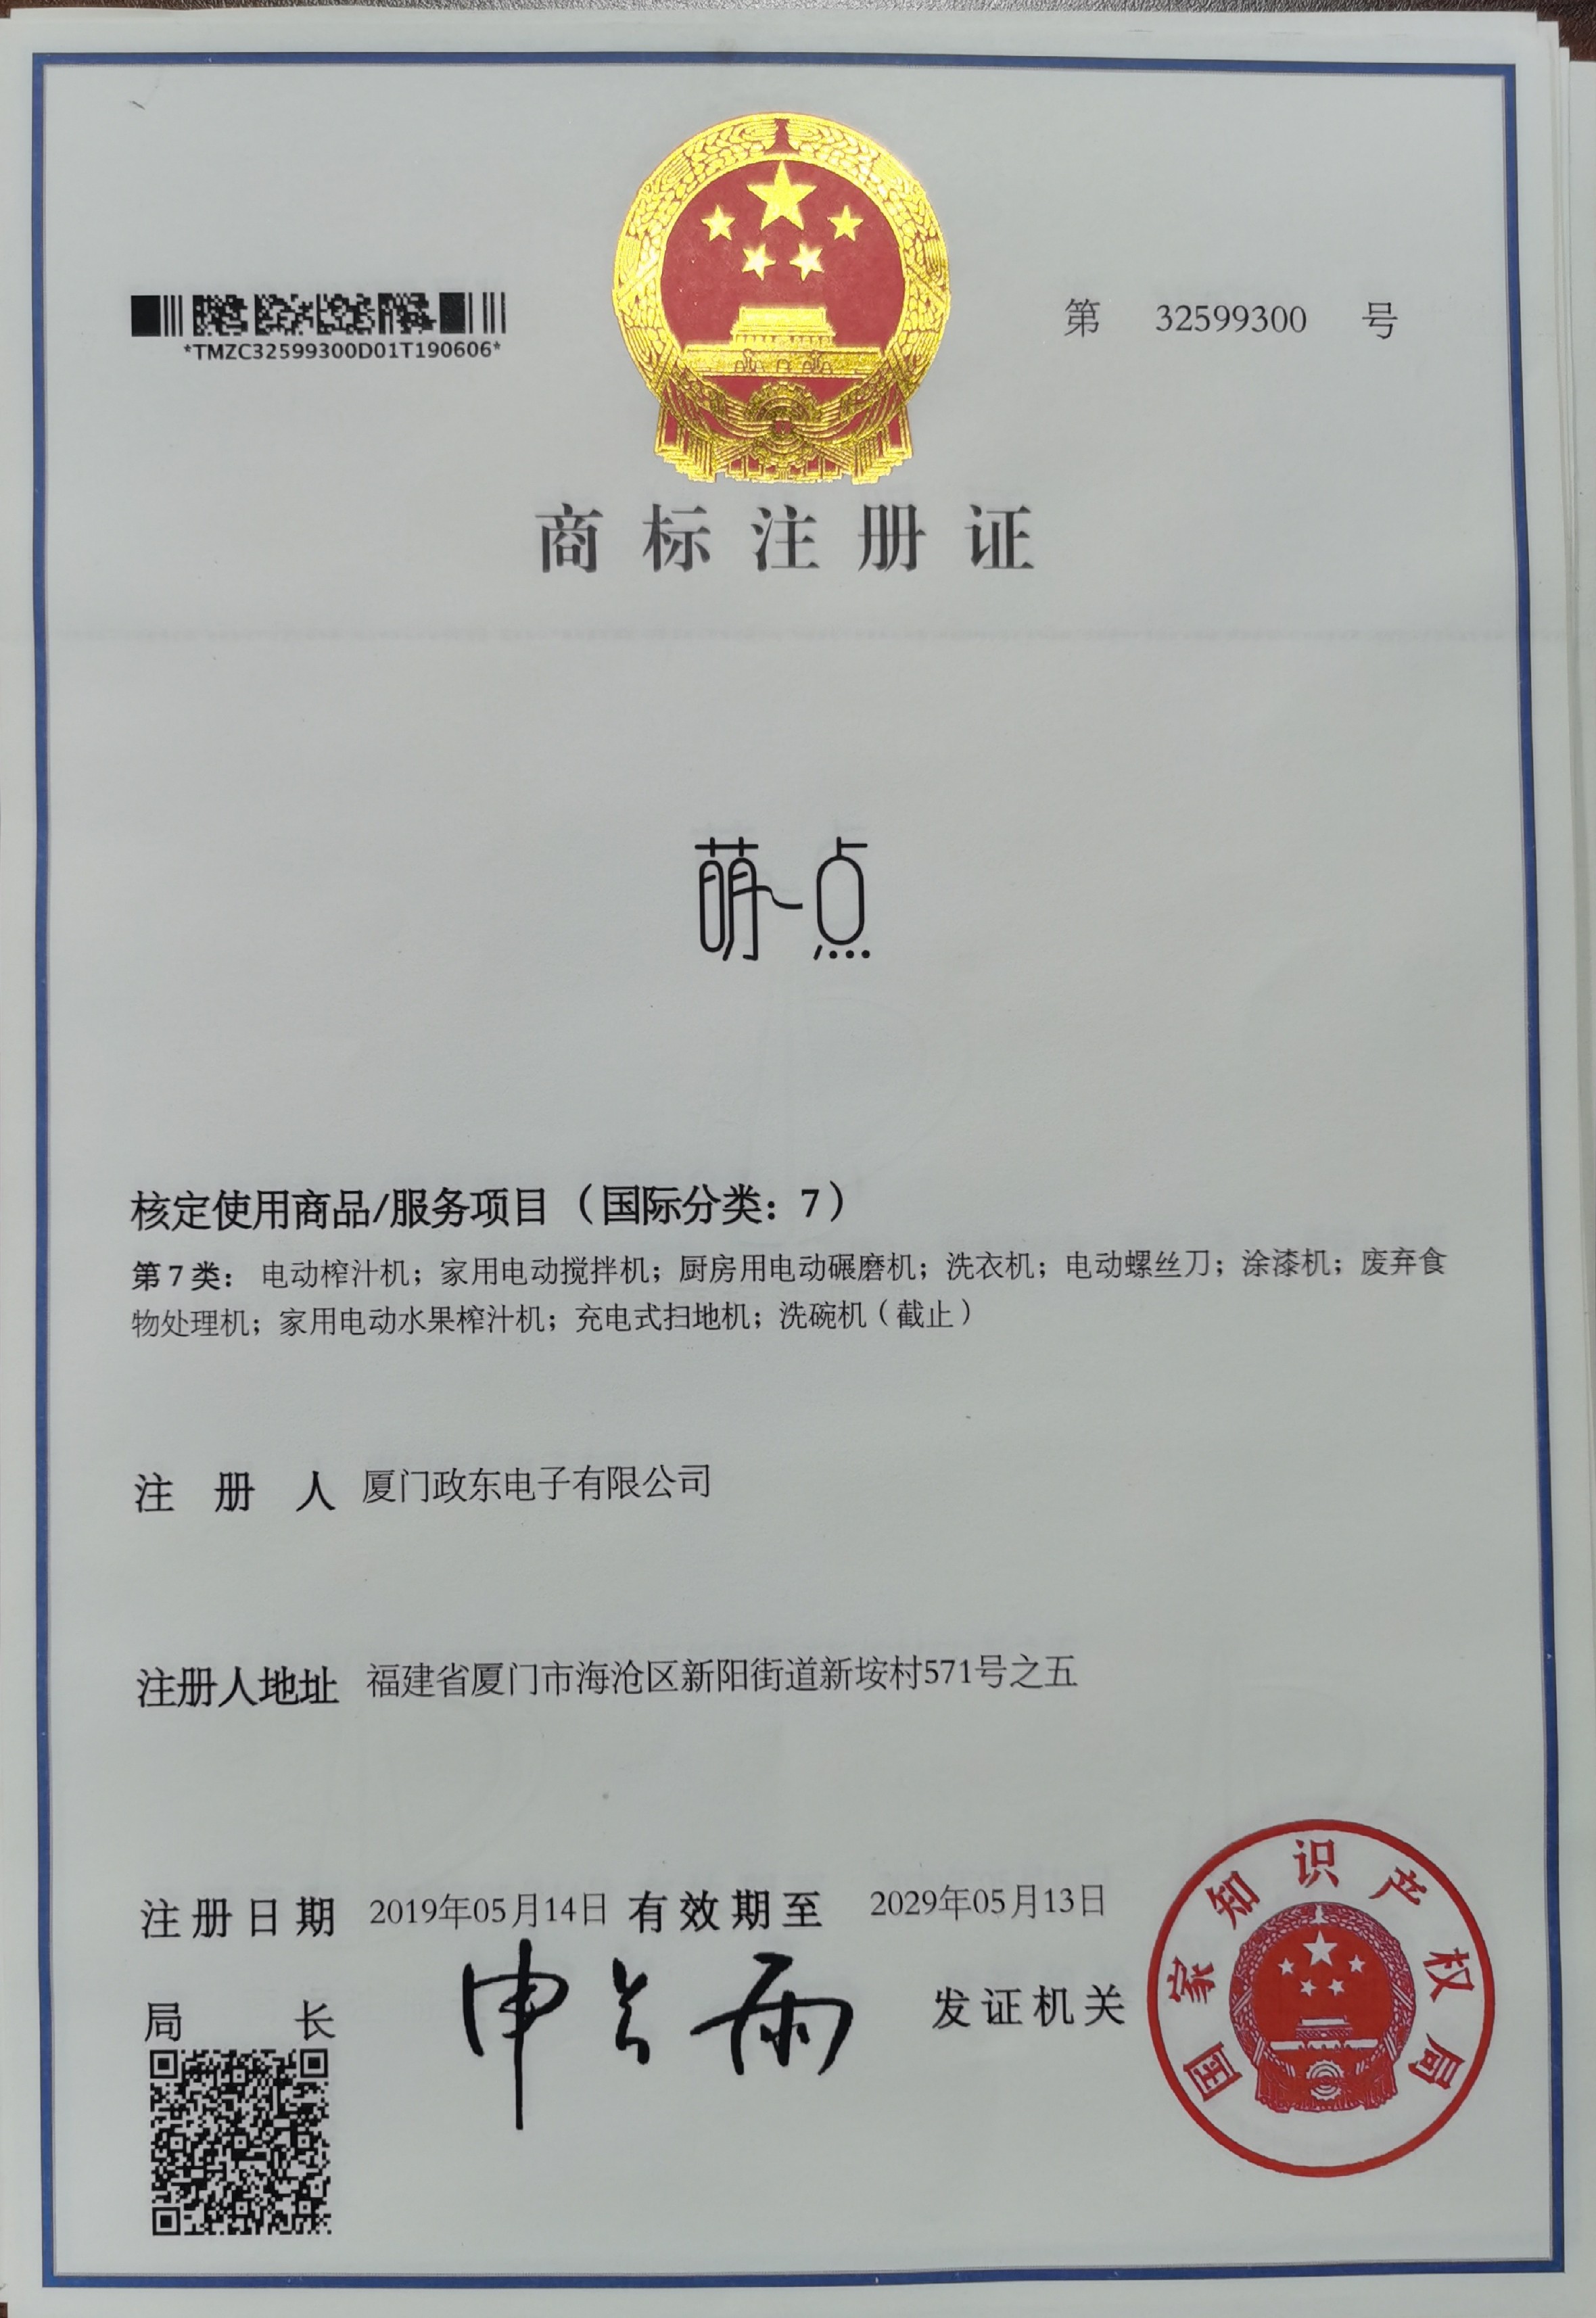 *TMZC32599300D01T190606*
第 32599300 号
商标注册证
萌一点
核定使用商品/服务项目（国际分类：7）
第7类：电动榨汁机；家用电动搅拌机；厨房用电动碾磨机；洗衣机；电动螺丝刀；涂漆机；废弃食
物处理机；家用电动水果榨汁机；充电式扫地机；洗碗机（截止）
注册人 厦门政东电子有限公司
注册人地址 福建省厦门市海沧区新阳街道新垵村571号之五
注册日期 2019年05月14日 有效期至 2029年05月13日
局长 申长雨 发证机关
国家知识产权局